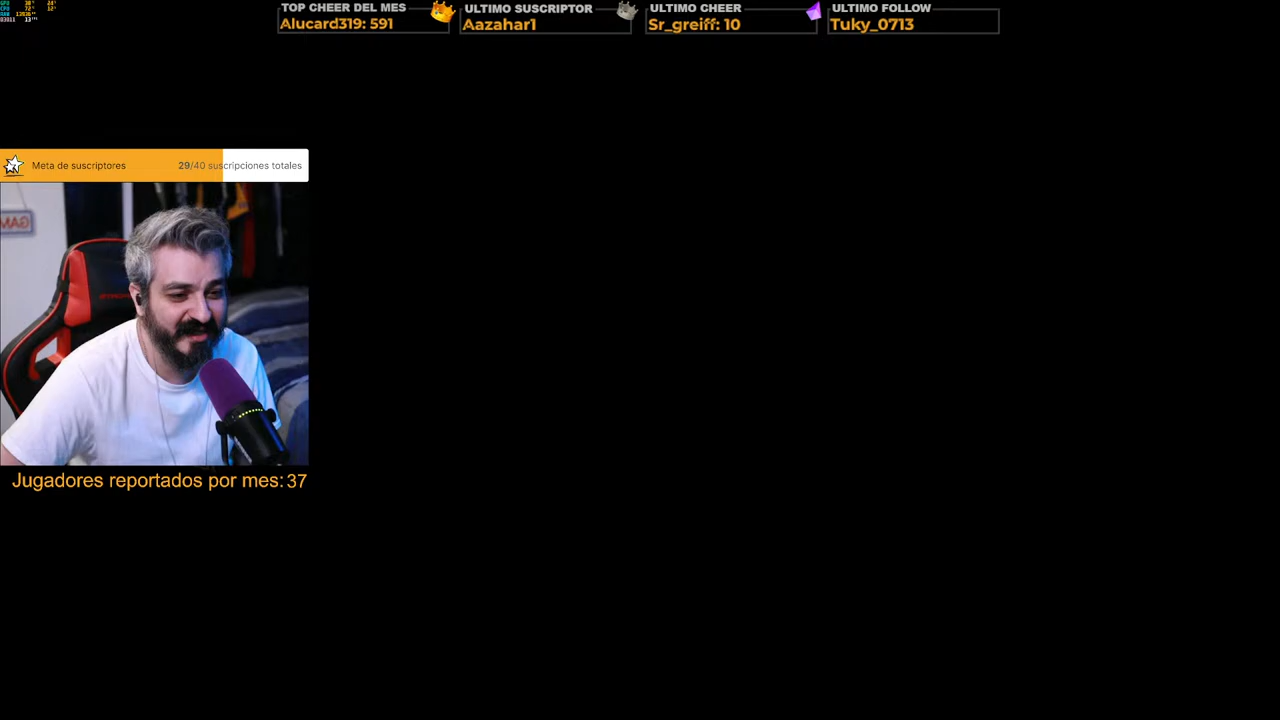 TOP CHEER DEL MES
Alucard319: 591
ULTIMO SUSCRIPTOR
Aazahar1
ULTIMO CHEER
Sr_greiff: 10
ULTIMO FOLLOW
Tuky_0713
Meta de suscriptores
29/40 suscripciones totales
Jugadores reportados por mes: 37